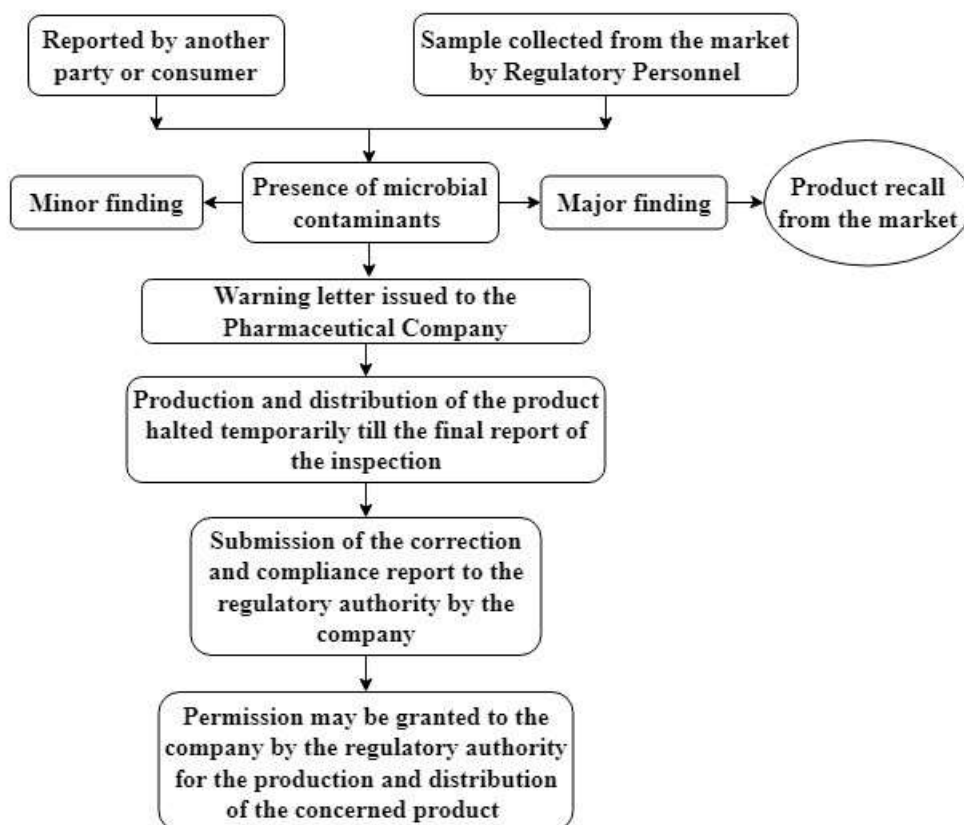 Reported by another
party or consumer
Sample collected from the market
by Regulatory Personnel
Minor finding
Presence of microbial
contaminants
Major finding
Product recall
from the market
Warning letter issued to the
Pharmaceutical Company
Production and distribution of the product
halted temporarily till the final report of
the inspection
Submission of the correction
and compliance report to the
regulatory authority by the
company
Permission may be granted to the
company by the regulatory authority
for the production and distribution
of the concerned product